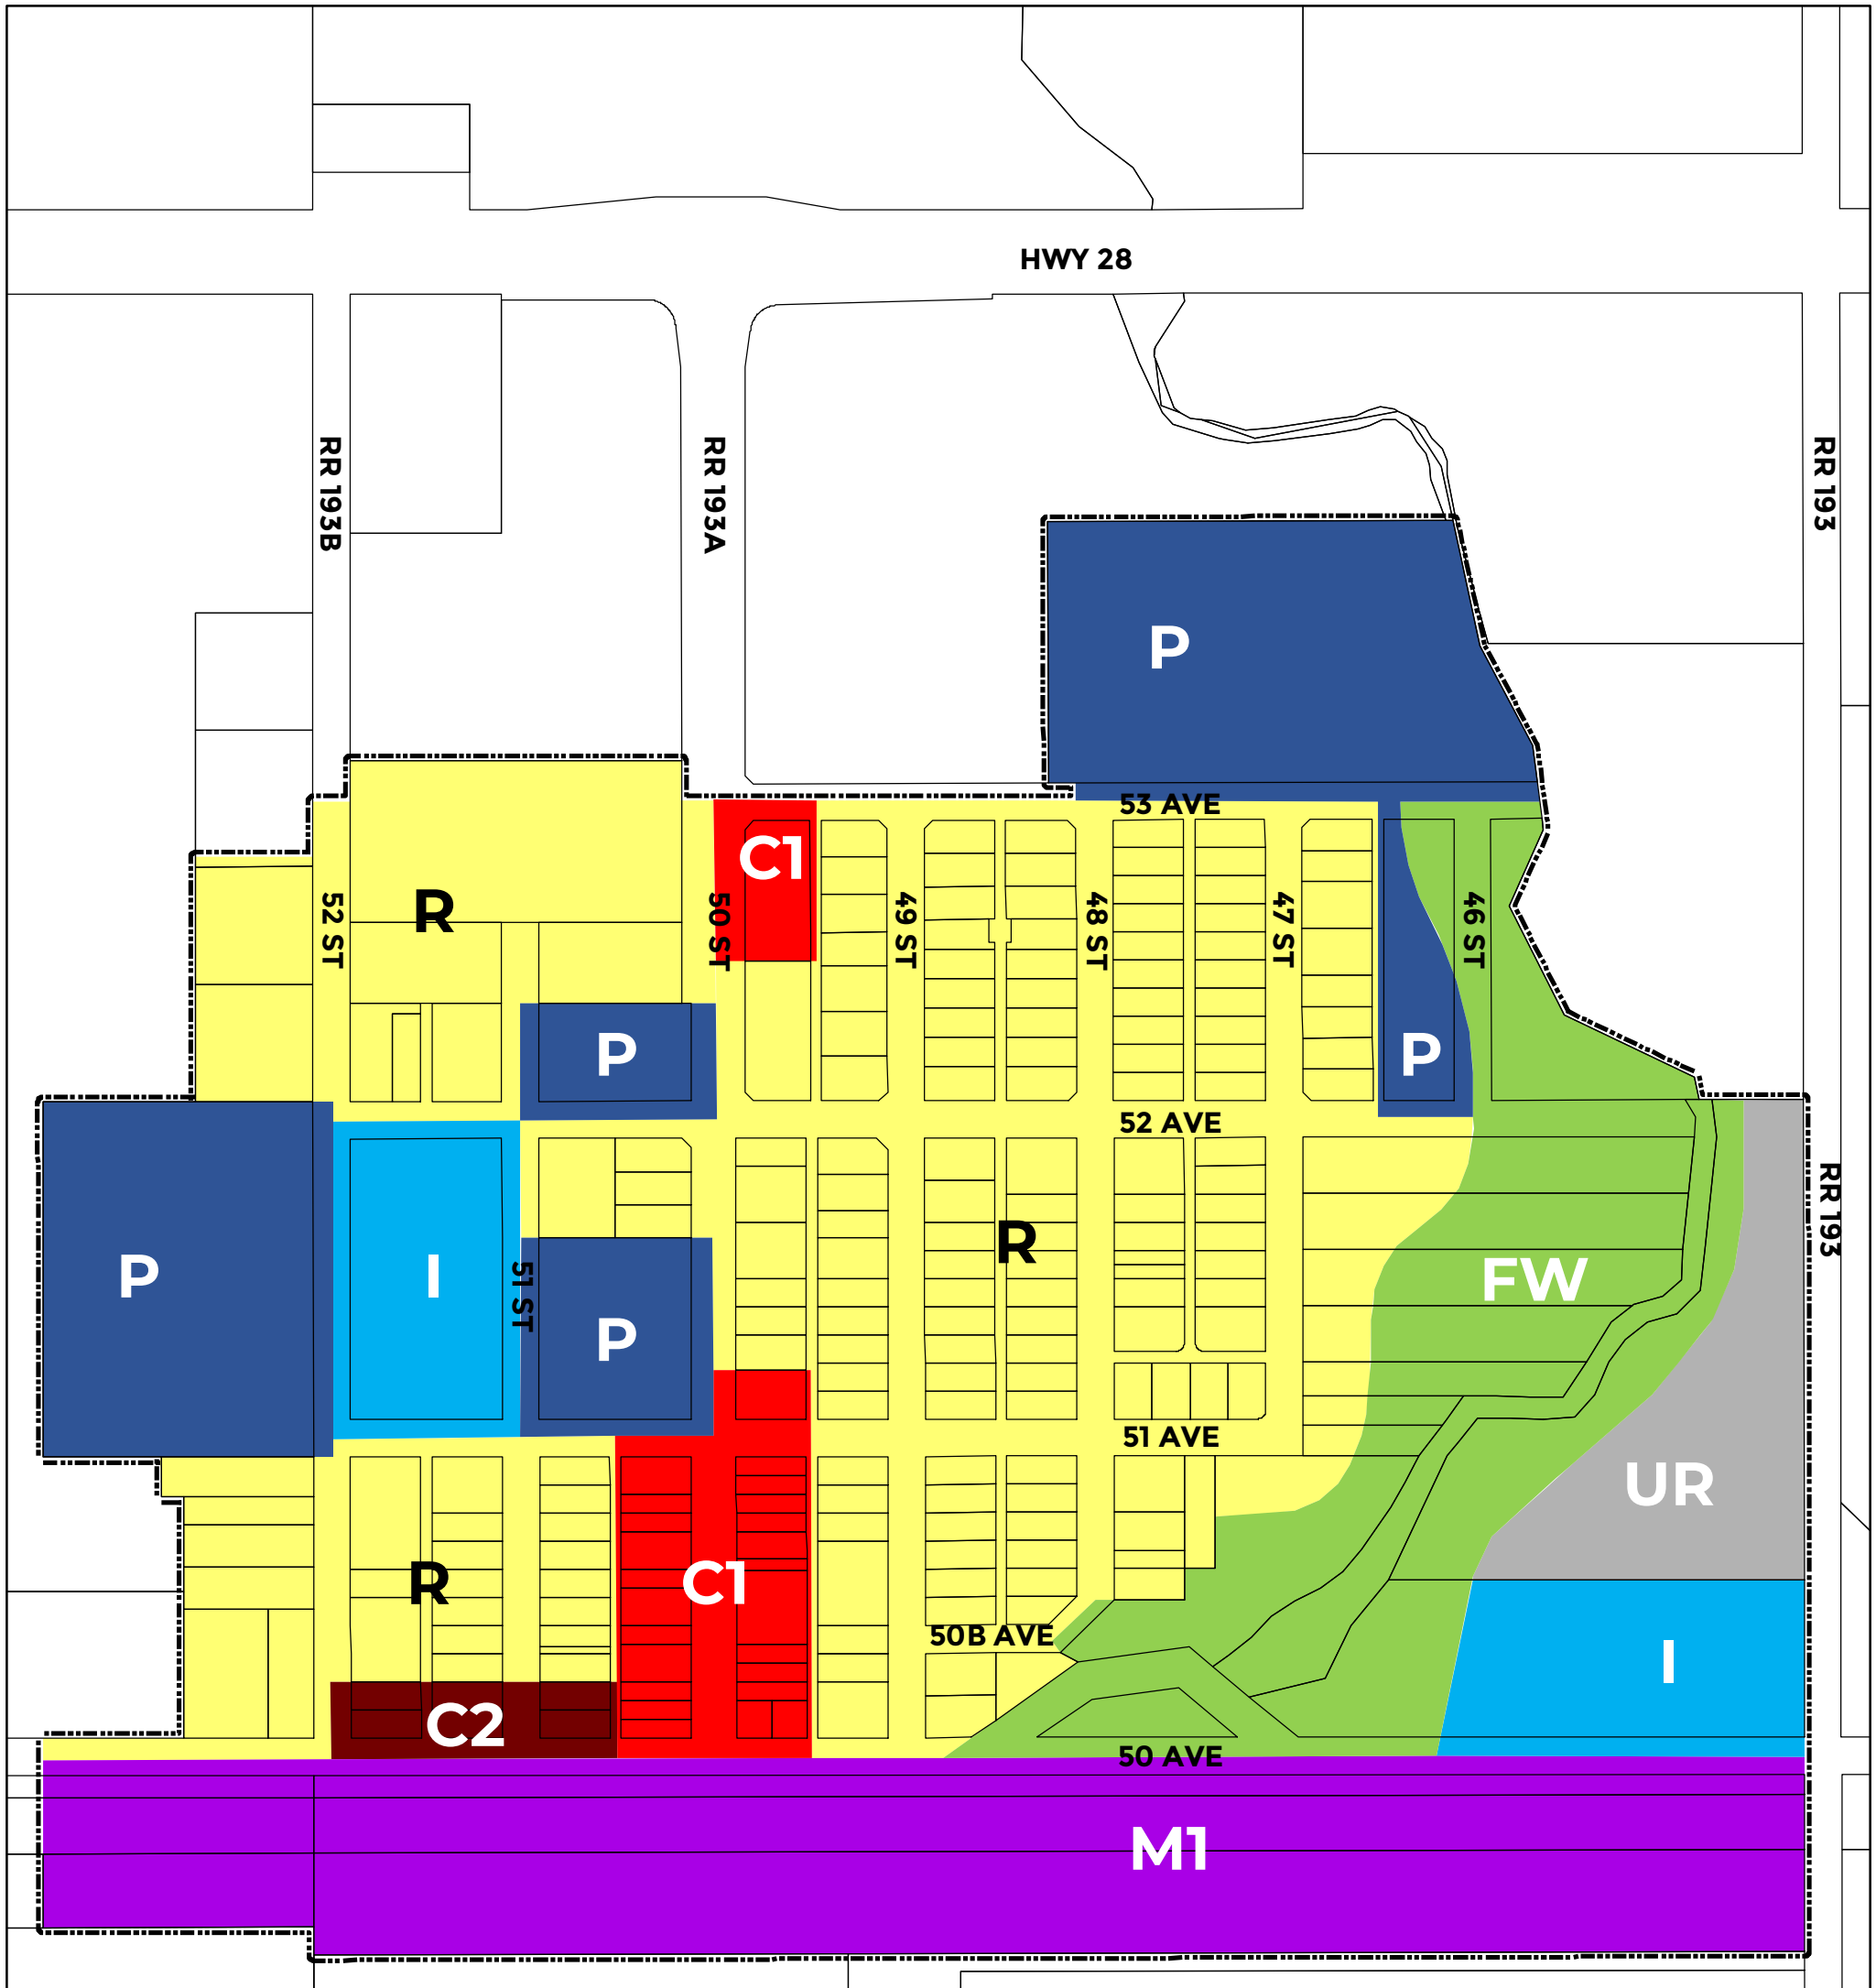 HWY 28
RR 193B
RR 193A
RR 193
P
53 AVE
C1
R
52 ST
50 ST
49 ST
48 ST
47 ST
46 ST
P
P
52 AVE
RR 193
P
I
51 ST
P
R
FW
51 AVE
UR
R
C1
50B AVE
I
C2
50 AVE
M1